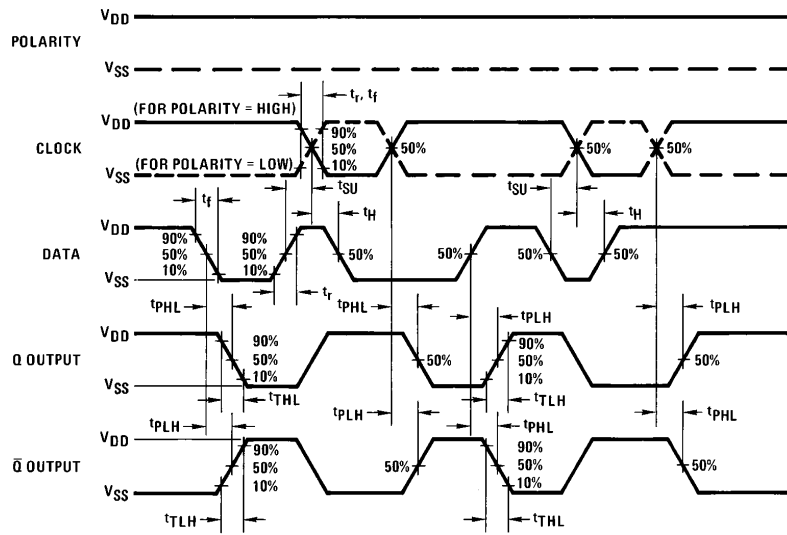 VDD
POLARITY
VSS
tr, tf
(FOR POLARITY = HIGH)
VDD
90%
CLOCK
50%
50%
50%
50%
(FOR POLARITY = LOW)
10%
VSS
tSU
tSU
tf
tH
tH
VDD
90%
90%
DATA
50%
50%
50%
50%
50%
50%
10%
10%
VSS
tr
tPHL
tPHL
tPLH
tPLH
VDD
90%
90%
Q OUTPUT
50%
50%
50%
50%
10%
10%
VSS
tTHL
tTLH
tPLH
tPLH
tPHL
tPHL
VDD
90%
90%
Q̄ OUTPUT
50%
50%
50%
50%
10%
10%
VSS
tTLH
tTHL